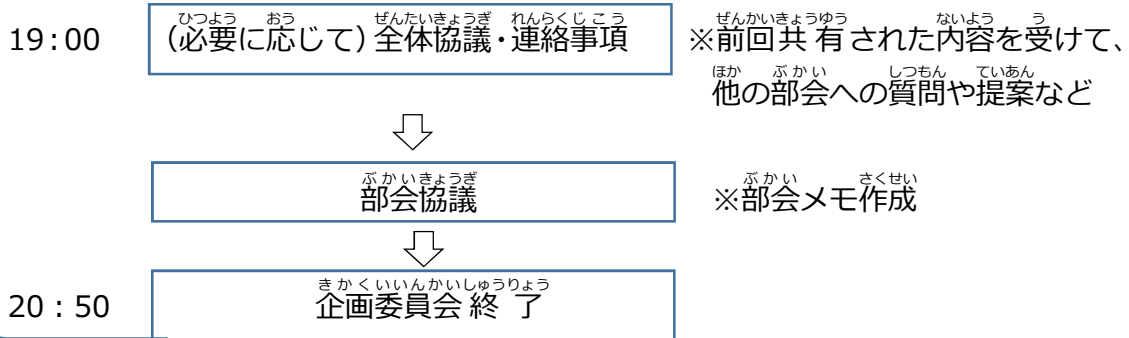 19:00 (必要に応じて)全体協議・連絡事項 ※前回共有された内容を受けて、
他の部会への質問や提案など
部会協議 ※部会メモ作成
20:50 企画委員会終了